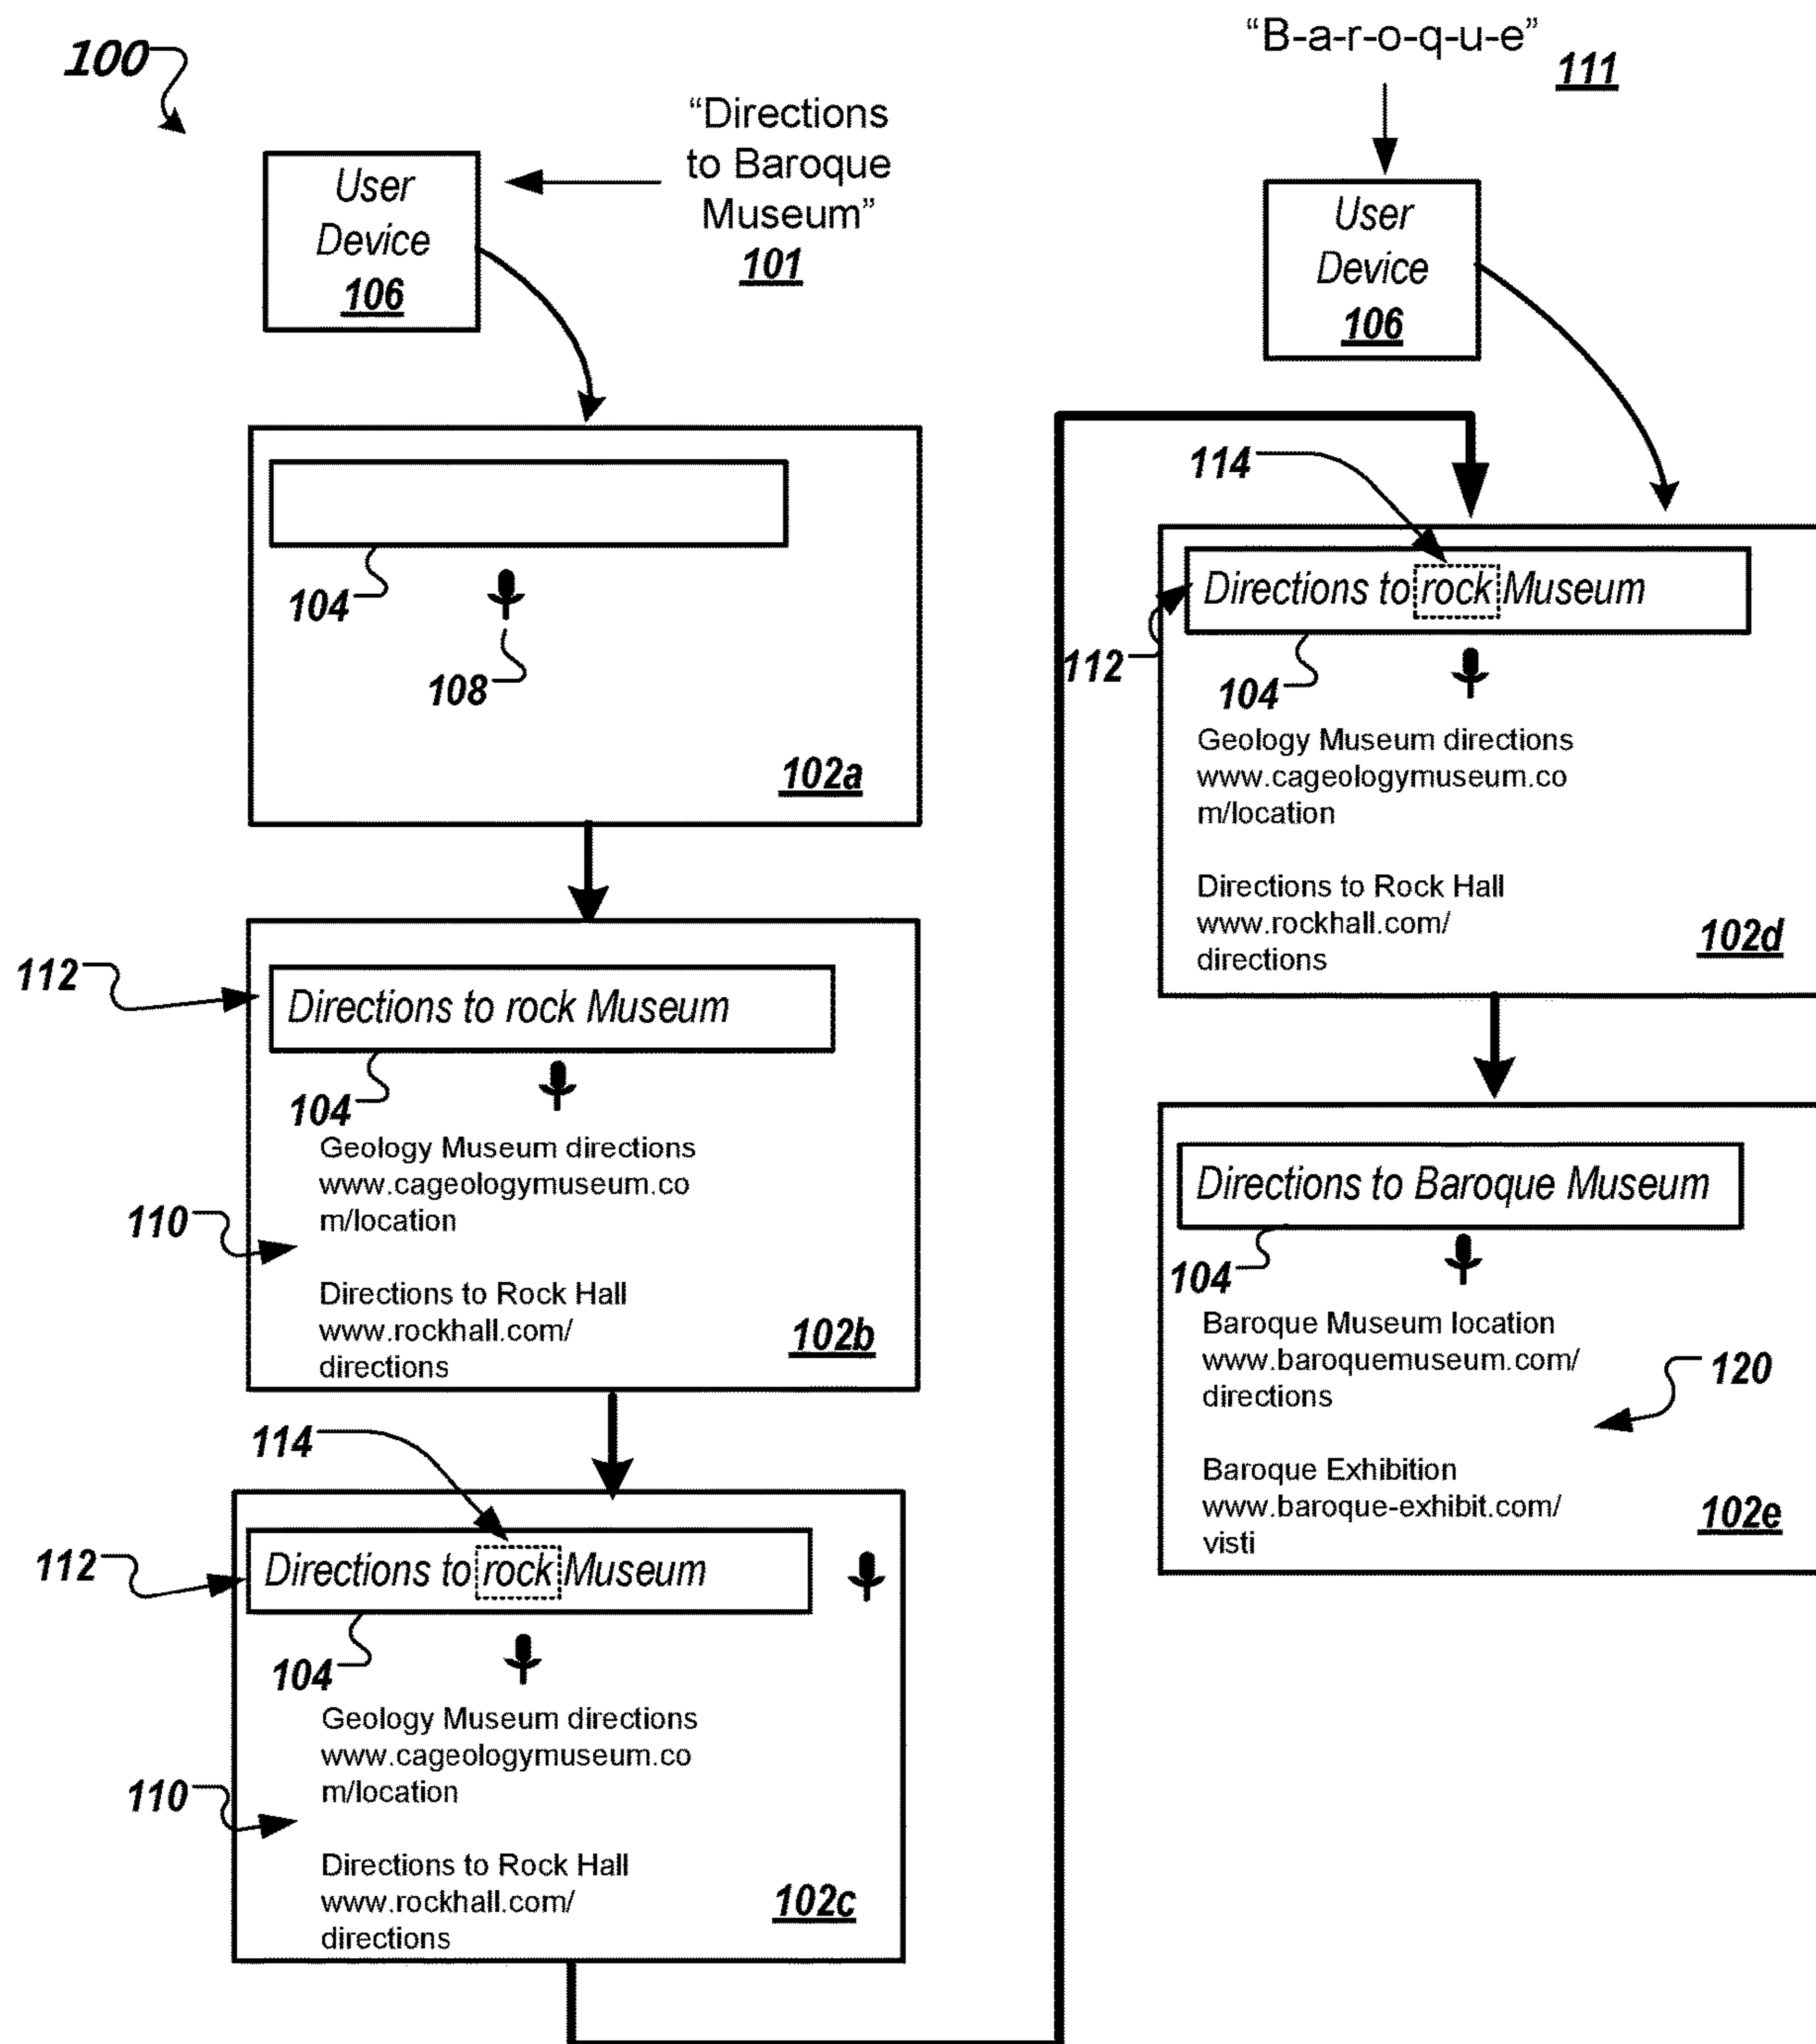 100
“Directions
to Baroque
Museum”
101
User
Device
106
104
108
102a
112
Directions to rock Museum
104
Geology Museum directions
www.cageologymuseum.co
m/location
110
Directions to Rock Hall
www.rockhall.com/
directions
102b
114
112
Directions to rock Museum
104
Geology Museum directions
www.cageologymuseum.co
m/location
110
Directions to Rock Hall
www.rockhall.com/
directions
102c
“B-a-r-o-q-u-e”
111
User
Device
106
114
Directions to rock Museum
112
104
Geology Museum directions
www.cageologymuseum.co
m/location
Directions to Rock Hall
www.rockhall.com/
directions
102d
Directions to Baroque Museum
104
Baroque Museum location
www.baroquemuseum.com/
directions
120
Baroque Exhibition
www.baroque-exhibit.com/
visti
102e